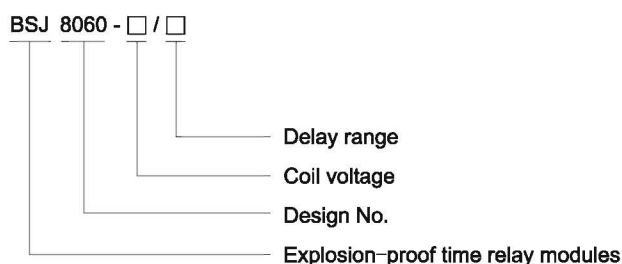 BSJ 8060 - □ / □
Delay range
Coil voltage
Design No.
Explosion-proof time relay modules